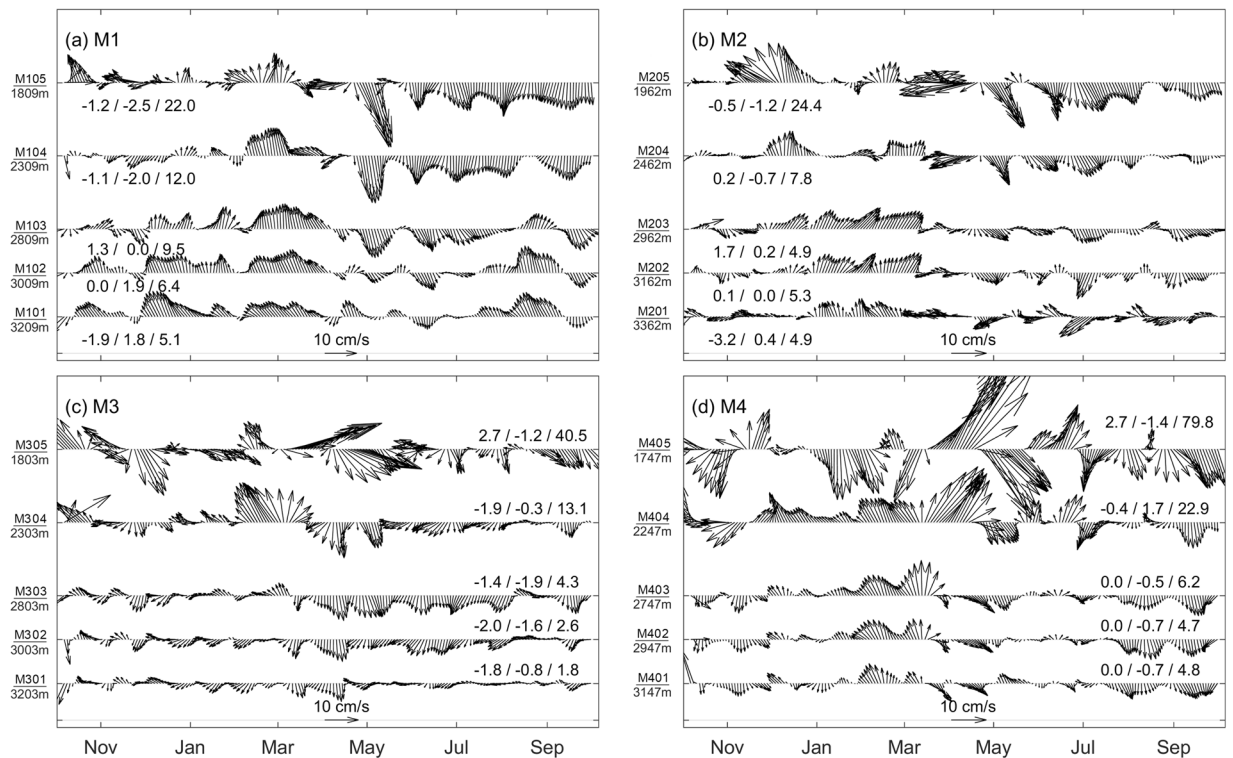 (a) M1
M105
1809m
-1.2 / -2.5 / 22.0
M104
2309m
-1.1 / -2.0 / 12.0
M103
2809m
1.3 / 0.0 / 9.5
M102
3009m
0.0 / 1.9 / 6.4
M101
3209m
-1.9 / 1.8 / 5.1
10 cm/s
(b) M2
M205
1962m
-0.5 / -1.2 / 24.4
M204
2462m
0.2 / -0.7 / 7.8
M203
2962m
1.7 / 0.2 / 4.9
M202
3162m
0.1 / 0.0 / 5.3
M201
3362m
-3.2 / 0.4 / 4.9
10 cm/s
(c) M3
M305
1803m
2.7 / -1.2 / 40.5
M304
2303m
-1.9 / -0.3 / 13.1
M303
2803m
-1.4 / -1.9 / 4.3
M302
3003m
-2.0 / -1.6 / 2.6
M301
3203m
-1.8 / -0.8 / 1.8
10 cm/s
Nov Jan Mar May Jul Sep
(d) M4
M405
1747m
2.7 / -1.4 / 79.8
M404
2247m
-0.4 / 1.7 / 22.9
M403
2747m
0.0 / -0.5 / 6.2
M402
2947m
0.0 / -0.7 / 4.7
M401
3147m
0.0 / -0.7 / 4.8
10 cm/s
Nov Jan Mar May Jul Sep